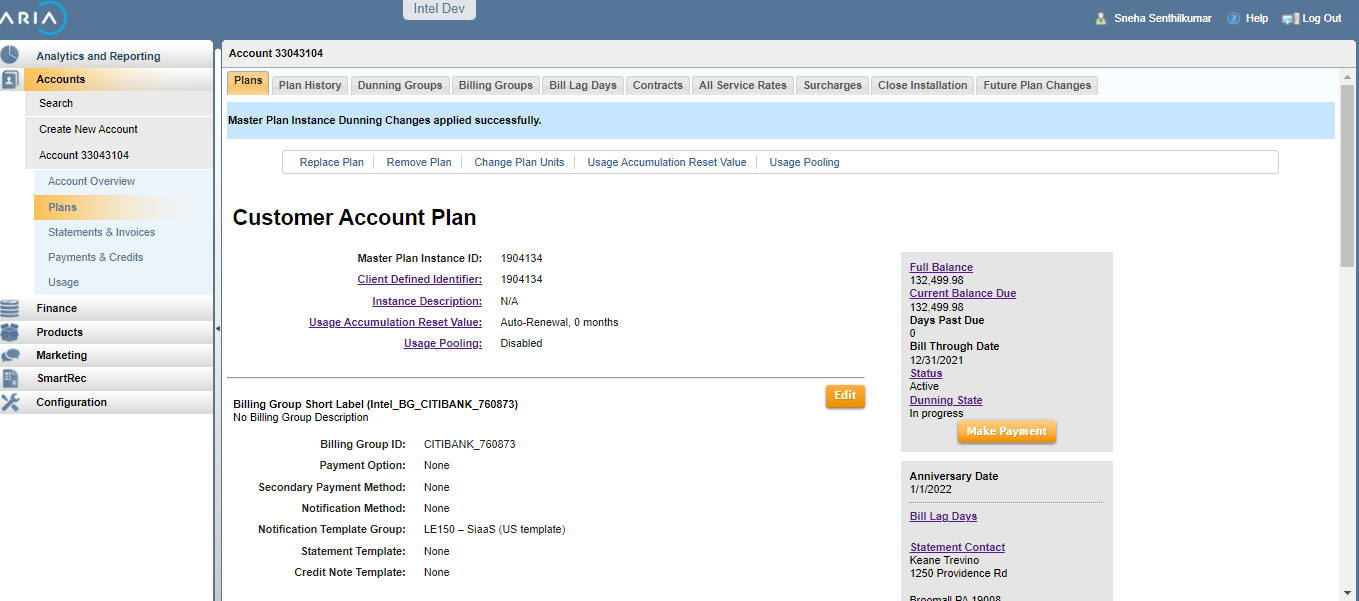 ARIA
Intel Dev
Sneha Senthilkumar
Help
Log Out
Analytics and Reporting
Accounts
Search
Create New Account
Account 33043104
Account Overview
Plans
Statements & Invoices
Payments & Credits
Usage
Finance
Products
Marketing
SmartRec
Configuration
Account 33043104
Plans
Plan History
Dunning Groups
Billing Groups
Bill Lag Days
Contracts
All Service Rates
Surcharges
Close Installation
Future Plan Changes
Master Plan Instance Dunning Changes applied successfully.
Replace Plan
Remove Plan
Change Plan Units
Usage Accumulation Reset Value
Usage Pooling
Customer Account Plan
Master Plan Instance ID: 1904134
Client Defined Identifier: 1904134
Instance Description: N/A
Usage Accumulation Reset Value: Auto-Renewal, 0 months
Usage Pooling: Disabled
Edit
Billing Group Short Label (Intel_BG_CITIBANK_760873)
No Billing Group Description
Billing Group ID: CITIBANK_760873
Payment Option: None
Secondary Payment Method: None
Notification Method: None
Notification Template Group: LE150 – SiaaS (US template)
Statement Template: None
Credit Note Template: None
Full Balance
132,499.98
Current Balance Due
132,499.98
Days Past Due
0
Bill Through Date
12/31/2021
Status
Active
Dunning State
In progress
Make Payment
Anniversary Date
1/1/2022
Bill Lag Days
Statement Contact
Keane Trevino
1250 Providence Rd
Broomall PA 19008